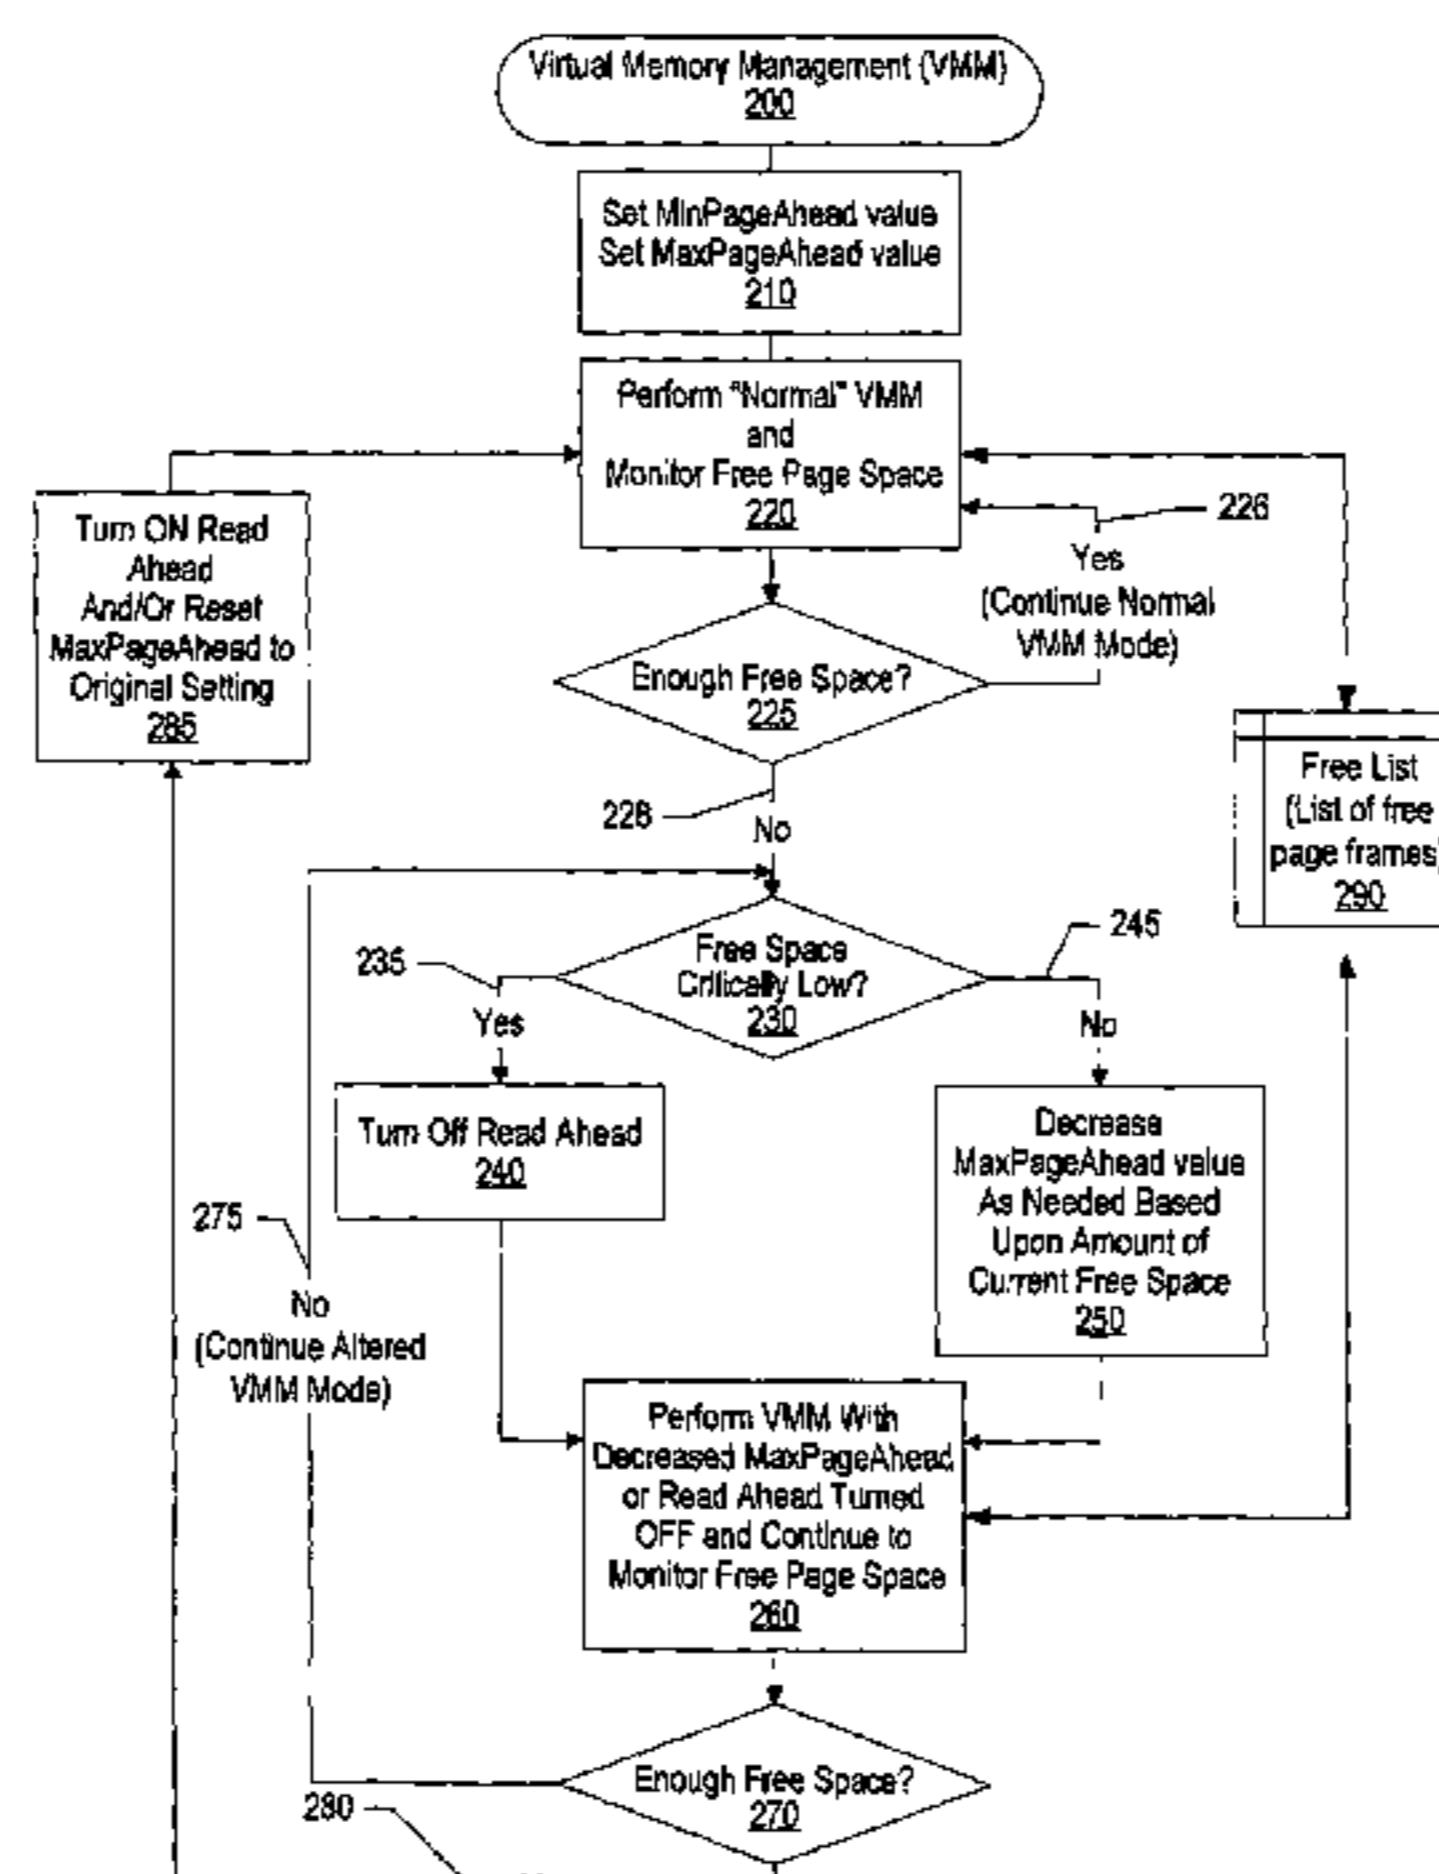 Virtual Memory Management (VMM)
200
Set MinPageAhead value
Set MaxPageAhead value
210
Perform "Normal" VMM
and
Monitor Free Page Space
220
226
Yes
(Continue Normal
VMM Mode)
Turn ON Read
Ahead
And/Or Reset
MaxPageAhead to
Original Setting
285
Enough Free Space?
225
228
No
Free List
(List of free
page frames)
290
Free Space
Critically Low?
230
235
Yes
245
No
Turn Off Read Ahead
240
Decrease
MaxPageAhead value
As Needed Based
Upon Amount of
Current Free Space
250
275
No
(Continue Altered
VMM Mode)
Perform VMM With
Decreased MaxPageAhead
or Read Ahead Turned
OFF and Continue to
Monitor Free Page Space
260
Enough Free Space?
270
280